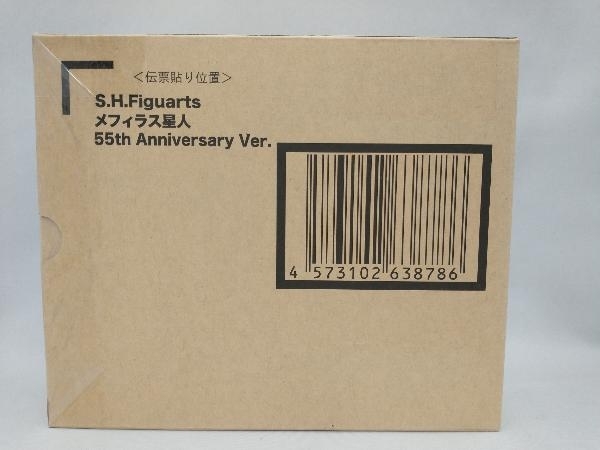 ＜伝票貼り位置＞
S.H.Figuarts
メフィラス星人
55th Anniversary Ver.
4 573102 638786